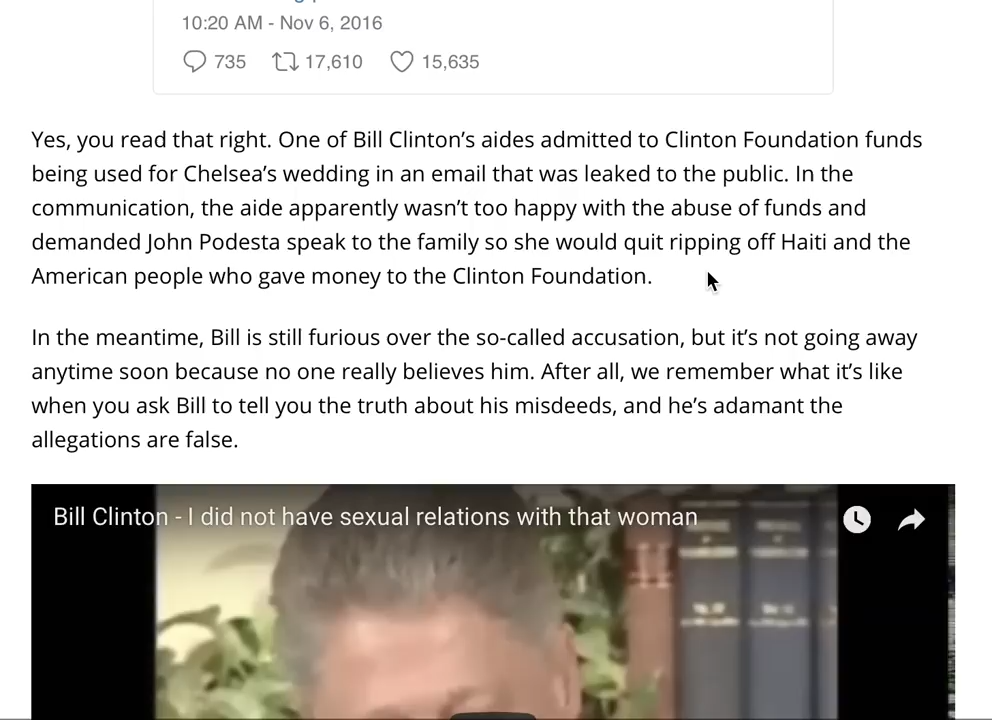 10:20 AM - Nov 6, 2016
735 17,610 15,635
Yes, you read that right. One of Bill Clinton’s aides admitted to Clinton Foundation funds
being used for Chelsea’s wedding in an email that was leaked to the public. In the
communication, the aide apparently wasn’t too happy with the abuse of funds and
demanded John Podesta speak to the family so she would quit ripping off Haiti and the
American people who gave money to the Clinton Foundation.
In the meantime, Bill is still furious over the so-called accusation, but it’s not going away
anytime soon because no one really believes him. After all, we remember what it’s like
when you ask Bill to tell you the truth about his misdeeds, and he’s adamant the
allegations are false.
Bill Clinton - I did not have sexual relations with that woman